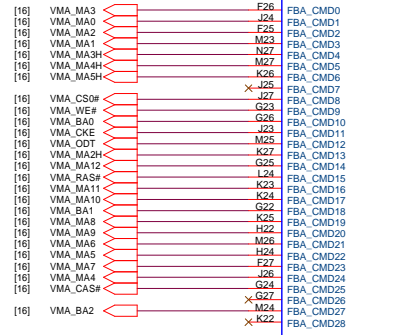 [16] VMA_MA3 F26 FBA_CMD0
[16] VMA_MA0 J24 FBA_CMD1
[16] VMA_MA2 F25 FBA_CMD2
[16] VMA_MA1 M23 FBA_CMD3
[16] VMA_MA3H N27 FBA_CMD4
[16] VMA_MA4H M27 FBA_CMD5
[16] VMA_MA5H K26 FBA_CMD6
J25 FBA_CMD7
[16] VMA_CS0# J27 FBA_CMD8
[16] VMA_WE# G23 FBA_CMD9
[16] VMA_BA0 G26 FBA_CMD10
[16] VMA_CKE J23 FBA_CMD11
[16] VMA_ODT M25 FBA_CMD12
[16] VMA_MA2H K27 FBA_CMD13
[16] VMA_MA12 G25 FBA_CMD14
[16] VMA_RAS# L24 FBA_CMD15
[16] VMA_MA11 K23 FBA_CMD16
[16] VMA_MA10 K24 FBA_CMD17
[16] VMA_BA1 G22 FBA_CMD18
[16] VMA_MA8 K25 FBA_CMD19
[16] VMA_MA9 H22 FBA_CMD20
[16] VMA_MA6 M26 FBA_CMD21
[16] VMA_MA5 H24 FBA_CMD22
[16] VMA_MA7 F27 FBA_CMD23
[16] VMA_MA4 J26 FBA_CMD24
[16] VMA_CAS# G24 FBA_CMD25
G27 FBA_CMD26
[16] VMA_BA2 M24 FBA_CMD27
K22 FBA_CMD28